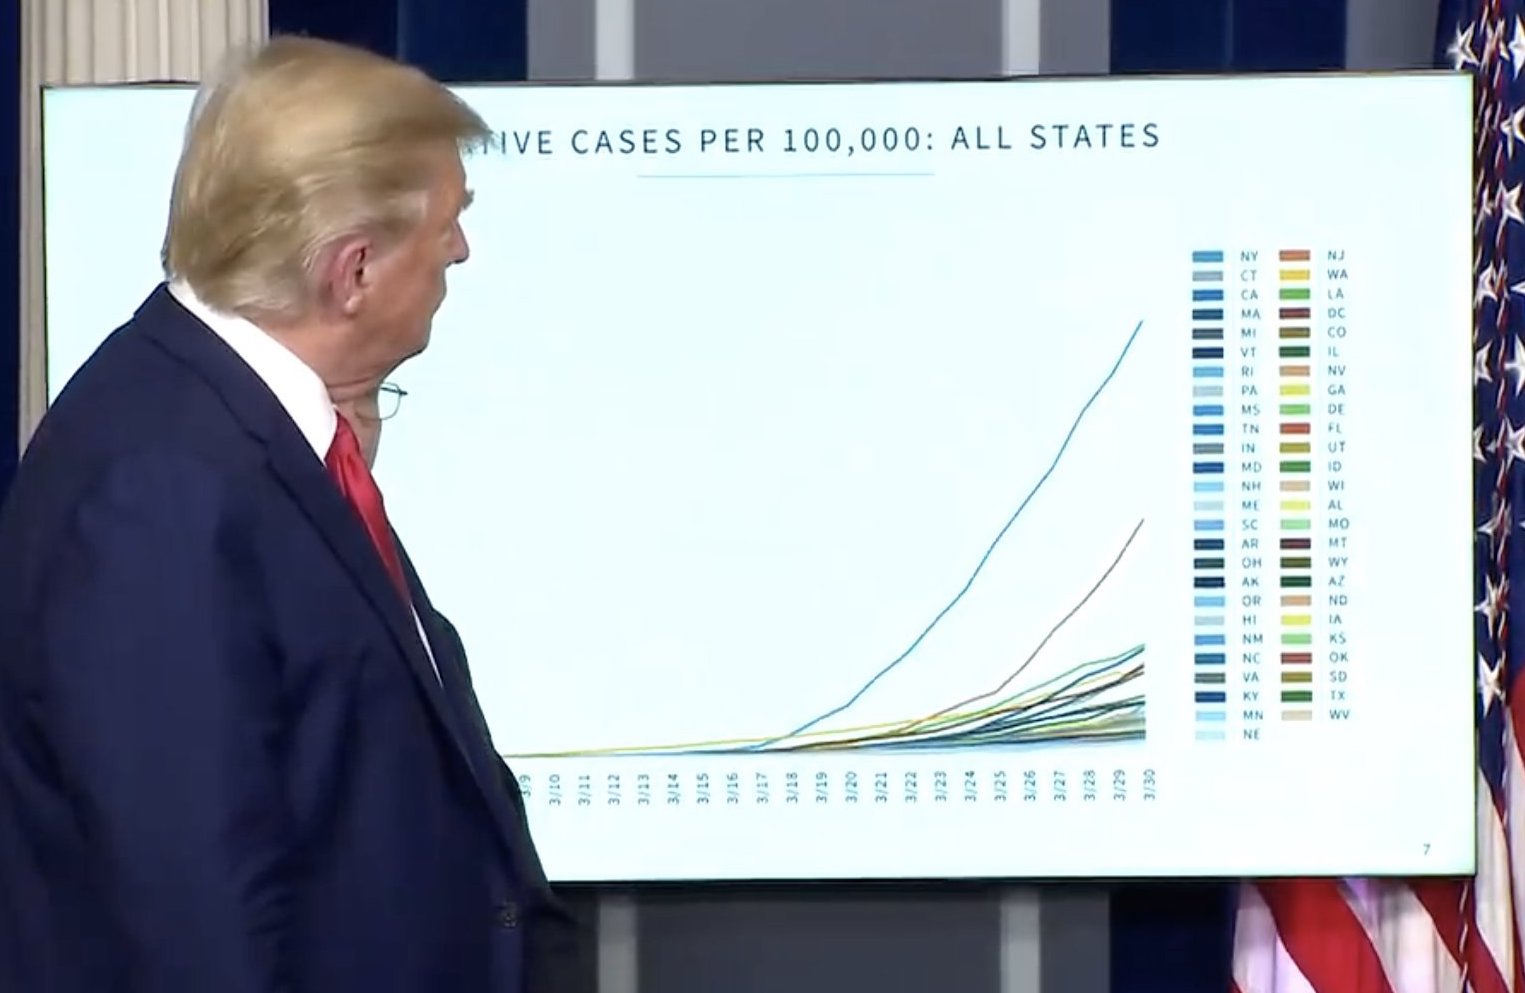 TIVE CASES PER 100,000: ALL STATES
NY NJ
CT WA
CA LA
MA DC
MI CO
VT IL
RI NV
PA GA
MS DE
TN FL
IN UT
MD ID
NH WI
ME AL
SC MO
AR MT
OH WY
AK AZ
OR ND
HI IA
NM KS
NC OK
VA SD
KY TX
MN WV
NE
3/9 3/10 3/11 3/12 3/13 3/14 3/15 3/16 3/17 3/18 3/19 3/20 3/21 3/22 3/23 3/24 3/25 3/26 3/27 3/28 3/29 3/30
7